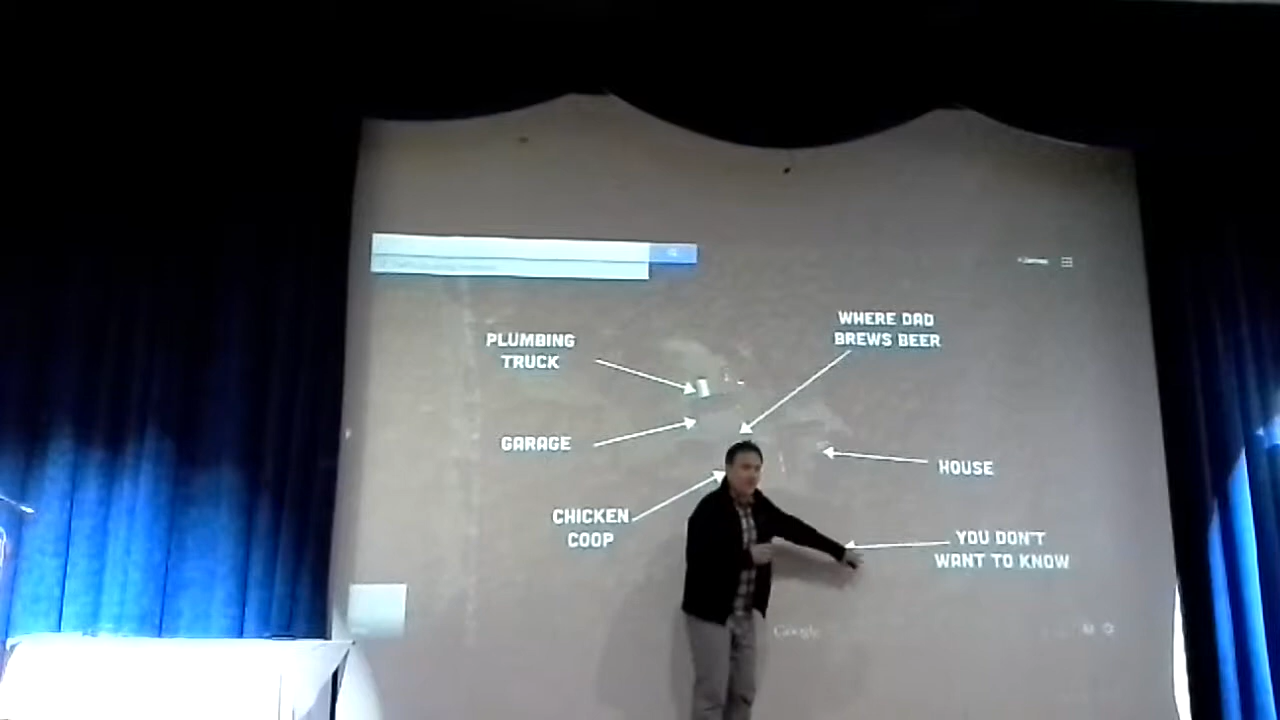 WHERE DAD
BREWS BEER
PLUMBING
TRUCK
GARAGE
HOUSE
CHICKEN
COOP
YOU DON'T
WANT TO KNOW
Google